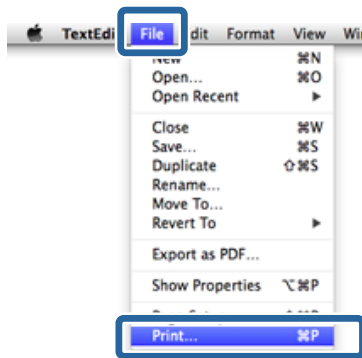 TextEdi File dit Format View Wi
New ⌘N
Open... ⌘O
Open Recent ▶
Close ⌘W
Save... ⌘S
Duplicate ⇧⌘S
Rename...
Move To...
Revert To ▶
Export as PDF...
Show Properties ⌥⌘P
Print... ⌘P